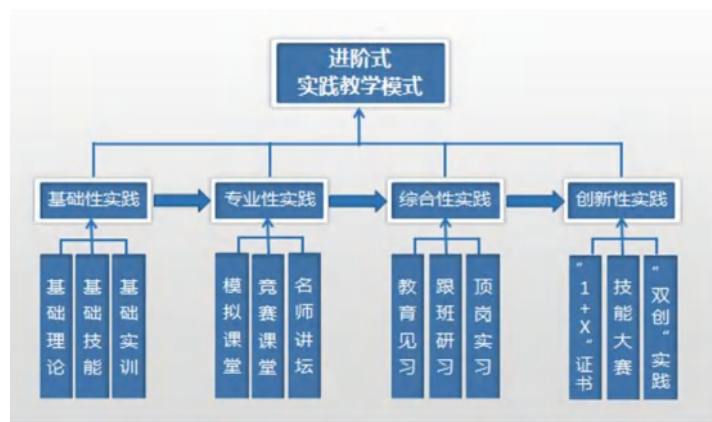 进阶式
实践教学模式
基础性实践
专业性实践
综合性实践
创新性实践
基础理论
基础技能
基础实训
模拟课堂
竞赛课堂
名师讲坛
教育见习
跟班研习
顶岗实习
“1+X“证书
技能大赛
“双创“实践